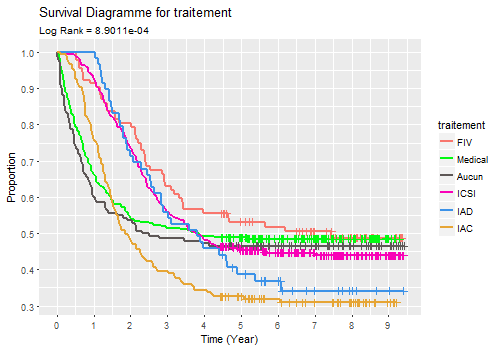 Survival Diagramme for traitement
Log Rank = 8.9011e-04
Proportion
1.0
0.9
0.8
0.7
0.6
0.5
0.4
0.3
0 1 2 3 4 5 6 7 8 9
Time (Year)
traitement
FIV
Medical
Aucun
ICSI
IAD
IAC